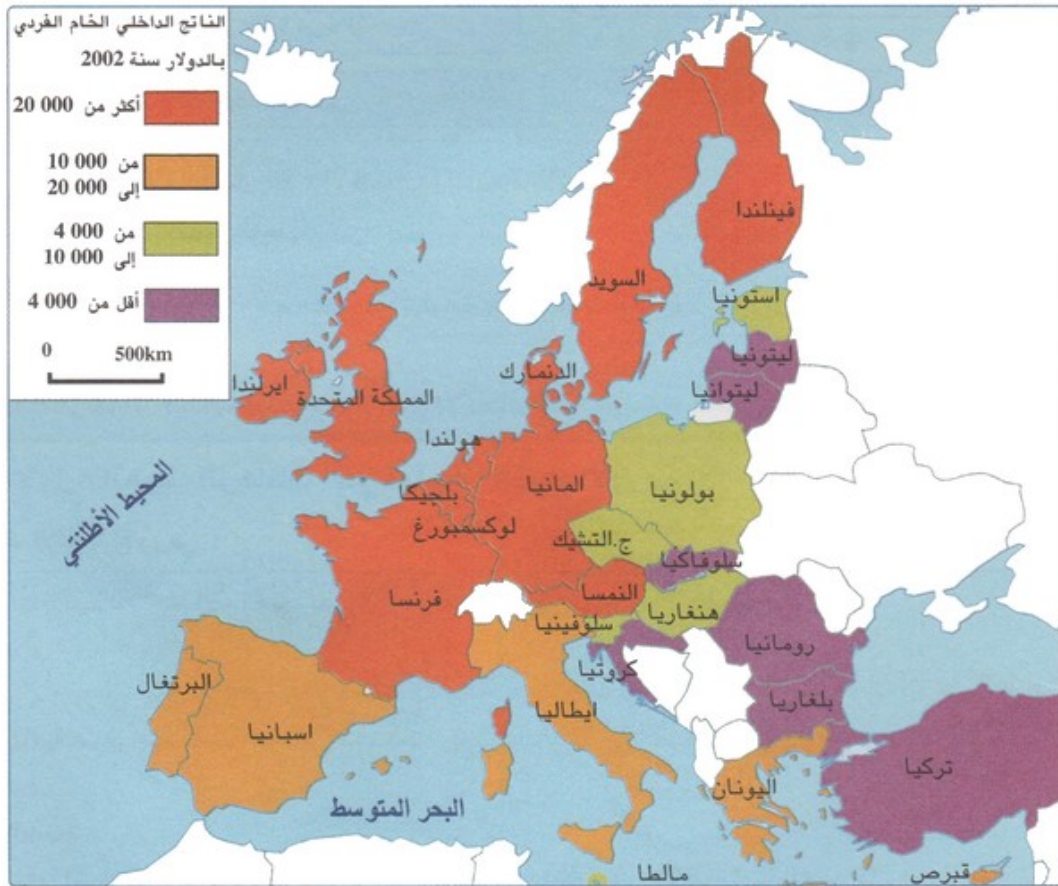 الناتج الداخلي الخام الفردي
بالدولار سنة 2002
أكثر من 000 20
من 000 10
إلى 000 20
من 000 4
إلى 000 10
أقل من 000 4
0 500km
فينلندا
السويد
استونيا
ليتونيا
ليتوانيا
الدنمارك
ايرلندا
المملكة المتحدة
هولندا
بلجيكا
المانيا
بولونيا
لوكسمبورغ
ج.التشيك
سلوفاكيا
النمسا
هنغاريا
فرنسا
سلوفينيا
رومانيا
كروتيا
بلغاريا
ايطاليا
البرتغال
اسبانيا
اليونان
تركيا
قبرص
مالطا
المحيط الأطلنتي
البحر المتوسط